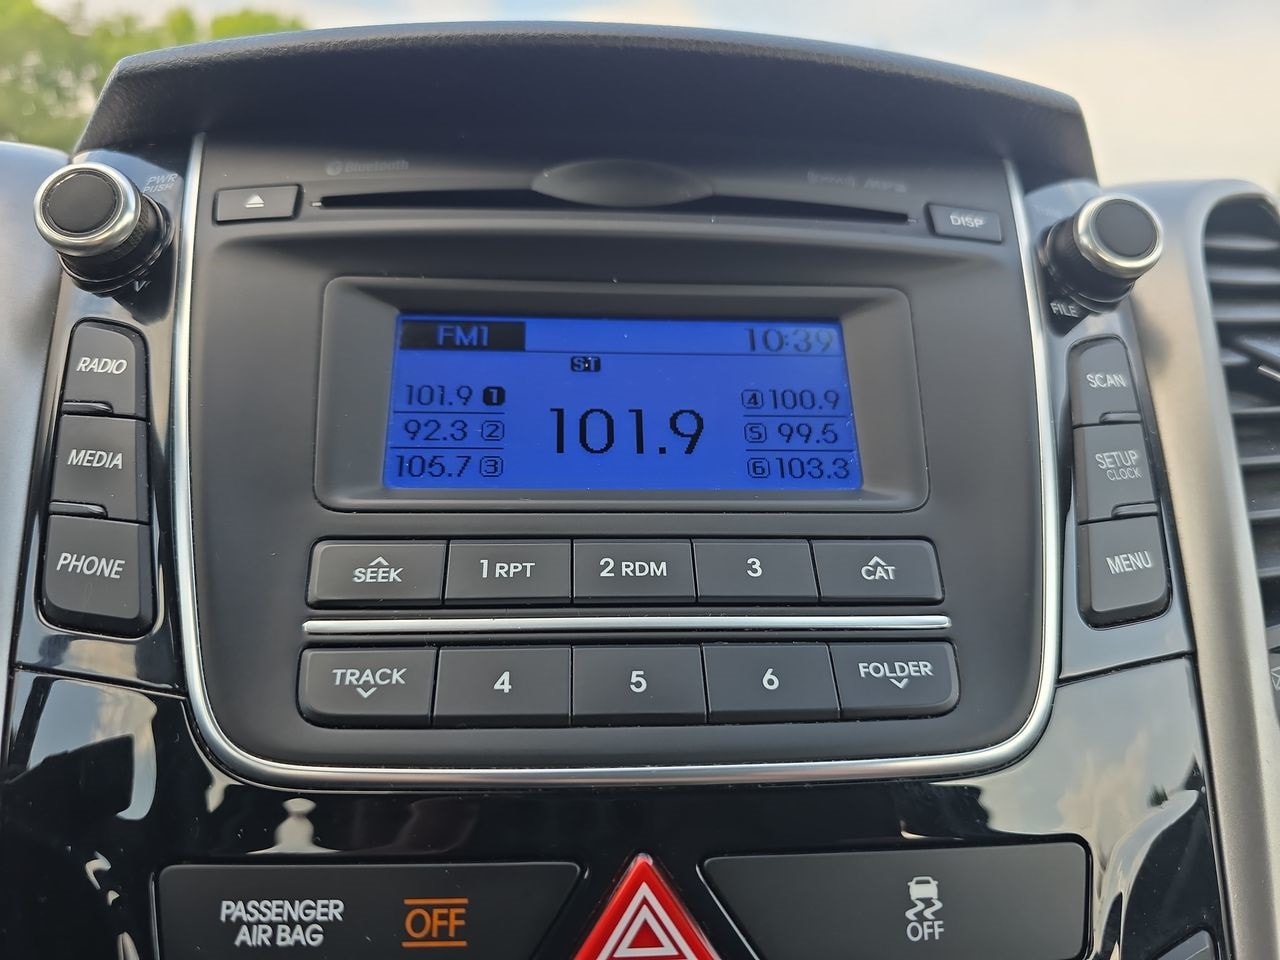 Bluetooth
PWR
PUSH
DISP
FM1 10:39
ST
101.9 1 4 100.9
101.9
92.3 2 5 99.5
105.7 3 6 103.3
RADIO
MEDIA
PHONE
FILE
SCAN
SETUP
CLOCK
MENU
SEEK 1 RPT 2 RDM 3 CAT
TRACK 4 5 6 FOLDER
PASSENGER
AIR BAG
OFF
OFF